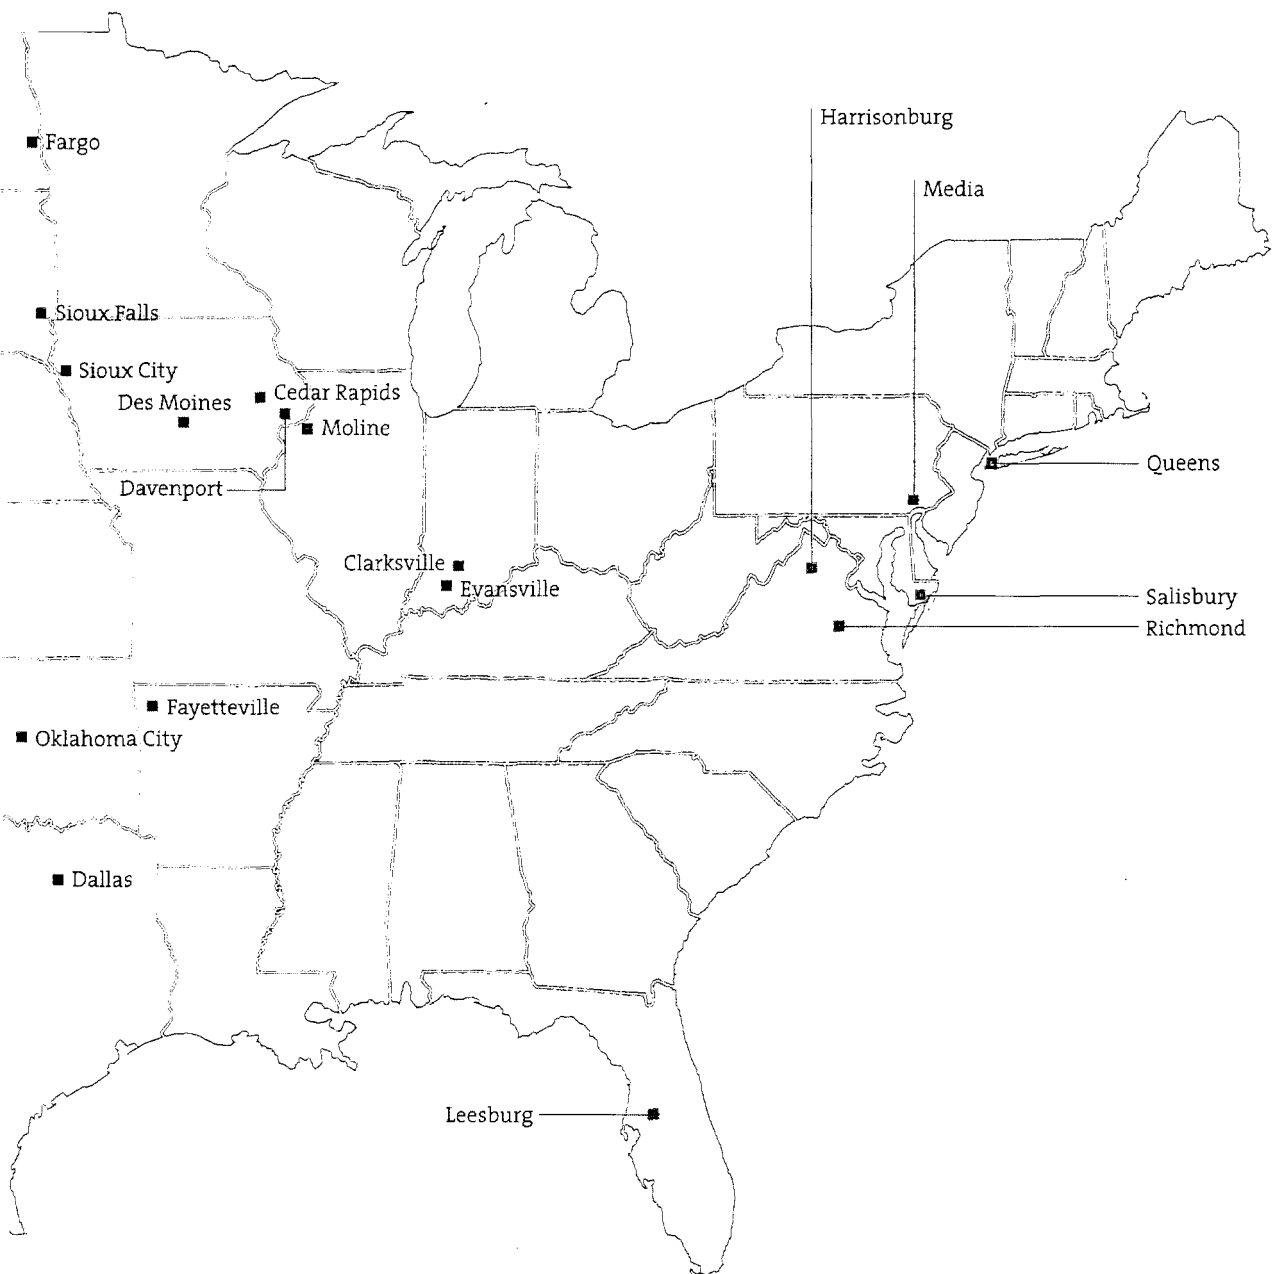 Harrisonburg
Fargo
Media
Sioux Falls
Sioux City
Cedar Rapids
Des Moines
Moline
Queens
Davenport
Clarksville
Evansville
Salisbury
Richmond
Fayetteville
Oklahoma City
Dallas
Leesburg